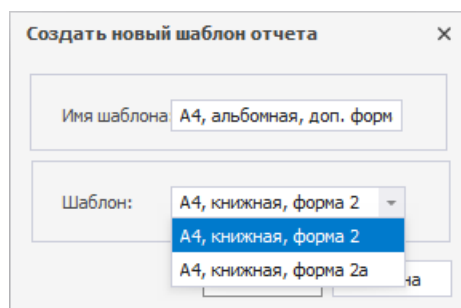 Создать новый шаблон отчета
Имя шаблона: А4, альбомная, доп. форм
Шаблон: А4, книжная, форма 2
А4, книжная, форма 2
А4, книжная, форма 2а